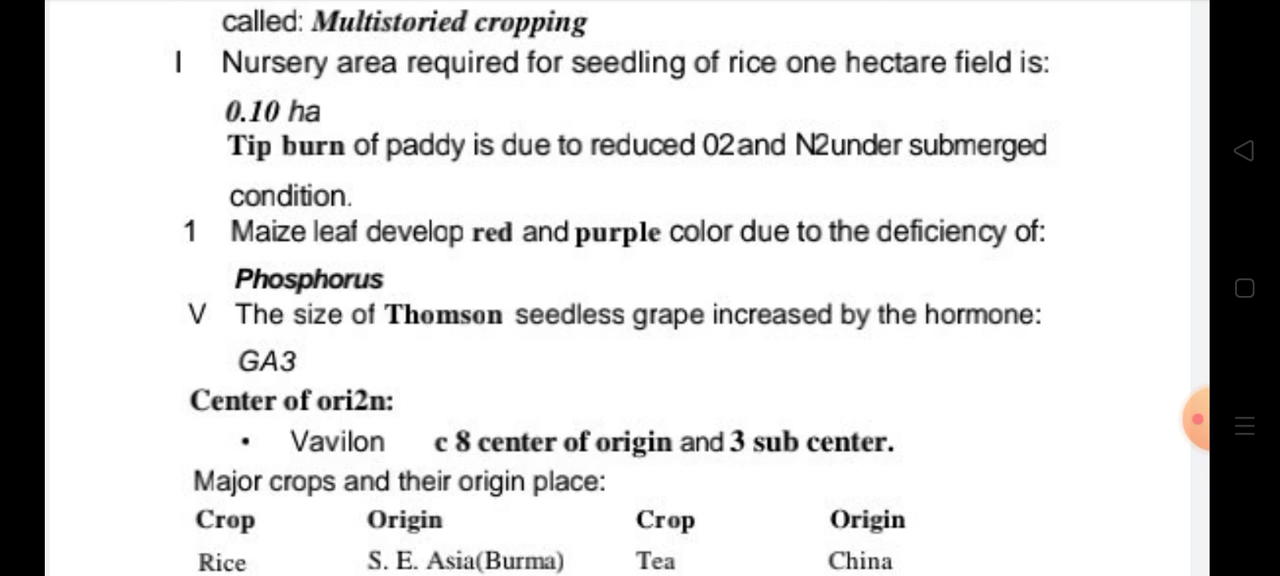 called: Multistoried cropping
l Nursery area required for seedling of rice one hectare field is:
0.10 ha
Tip burn of paddy is due to reduced 02and N2under submerged
condition.
1 Maize leaf develop red and purple color due to the deficiency of:
Phosphorus
V The size of Thomson seedless grape increased by the hormone:
GA3
Center of ori2n:
• Vavilon c 8 center of origin and 3 sub center.
Major crops and their origin place:
Crop Origin Crop Origin
Rice S. E. Asia(Burma) Tea China